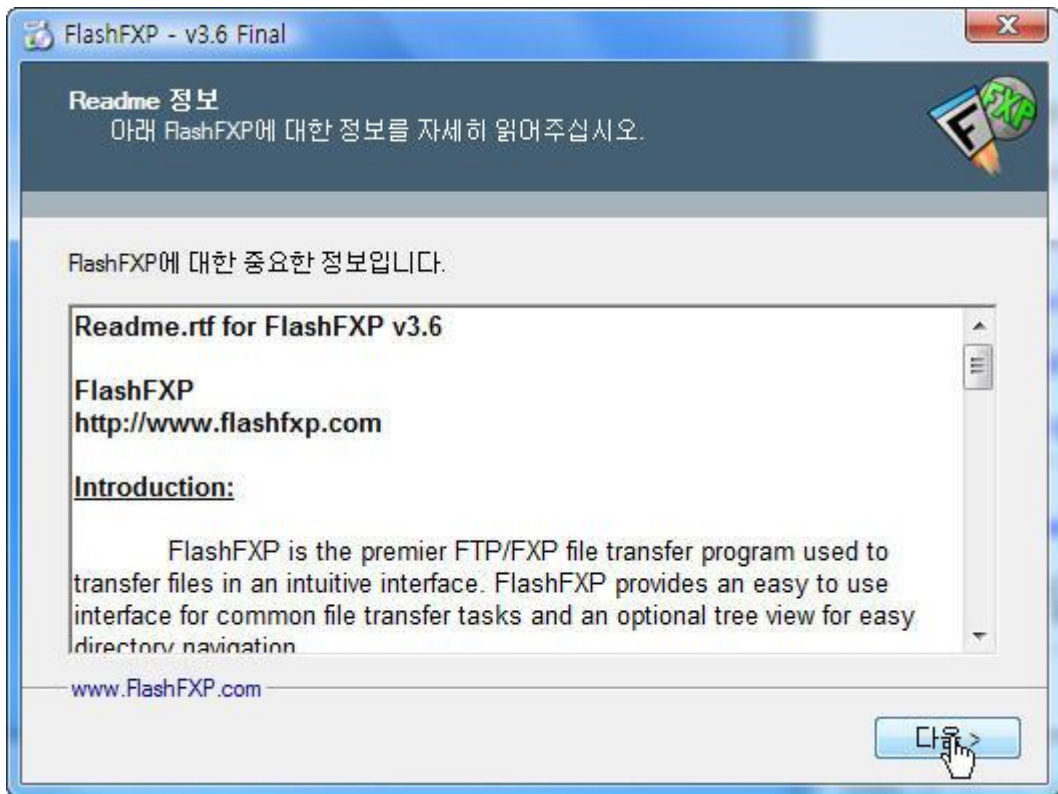 FlashFXP - v3.6 Final
Readme 정보
아래 FlashFXP에 대한 정보를 자세히 읽어주십시오.
FXP
F
FlashFXP에 대한 중요한 정보입니다.
Readme.rtf for FlashFXP v3.6
FlashFXP
http://www.flashfxp.com
Introduction:
FlashFXP is the premier FTP/FXP file transfer program used to
transfer files in an intuitive interface. FlashFXP provides an easy to use
interface for common file transfer tasks and an optional tree view for easy
directory navigation
www.FlashFXP.com
다음 >